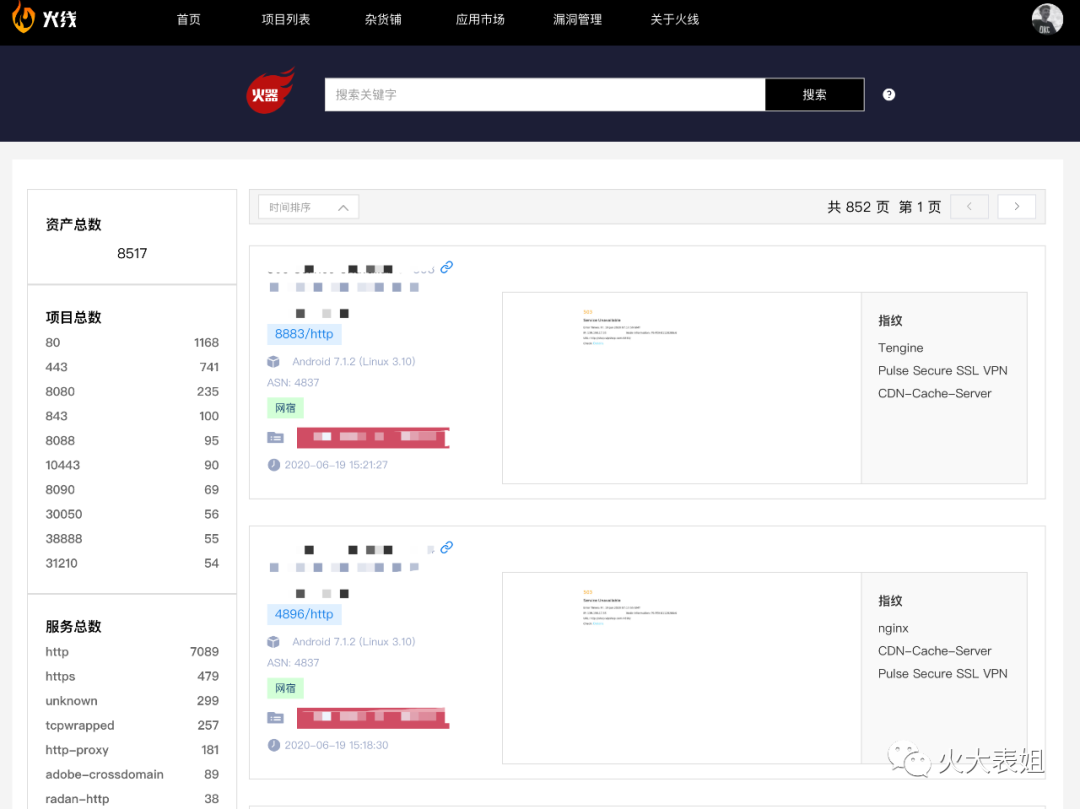 火线
首页 项目列表 杂货铺 应用市场 漏洞管理 关于火线
火器
搜索关键字
搜索
?
资产总数
8517
项目总数
80 1168
443 741
8080 235
843 100
8088 95
10443 90
8090 69
30050 56
38888 55
31210 54
服务总数
http 7089
https 479
unknown 299
tcpwrapped 257
http-proxy 181
adobe-crossdomain 89
radan-http 38
时间排序
共 852 页 第 1 页
8883/http
Android 7.1.2 (Linux 3.10)
ASN: 4837
网宿
2020-06-19 15:21:27
指纹
Tengine
Pulse Secure SSL VPN
CDN-Cache-Server
4896/http
Android 7.1.2 (Linux 3.10)
ASN: 4837
网宿
2020-06-19 15:18:30
指纹
nginx
CDN-Cache-Server
Pulse Secure SSL VPN
火大表姐